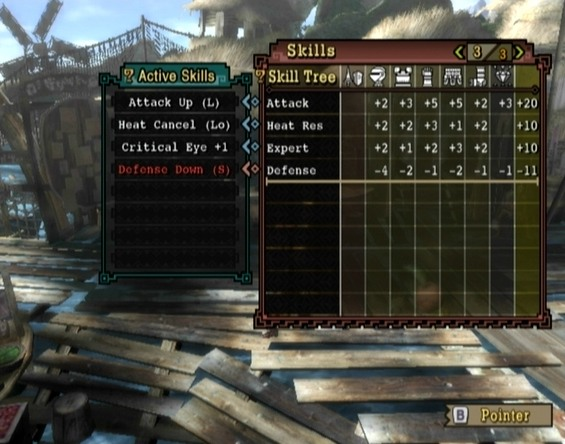 Skills
3 / 3
? Active Skills
Attack Up (L)
Heat Cancel (Lo)
Critical Eye +1
Defense Down (S)
? Skill Tree
Attack +2 +3 +5 +5 +2 +3 +20
Heat Res +2 +2 +3 +1 +2 +10
Expert +2 +1 +2 +3 +2 +10
Defense -4 -2 -1 -2 -1 -1 -11
B Pointer